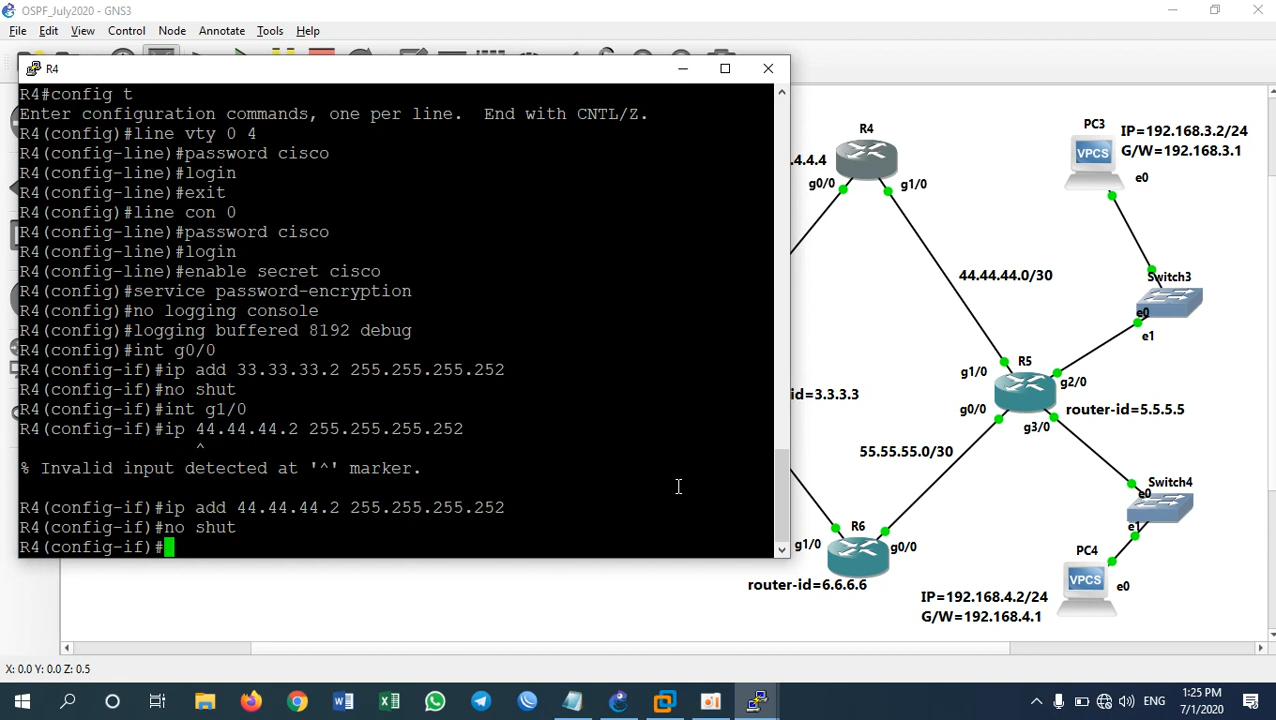 OSPF_July2020 - GNS3
File Edit View Control Node Annotate Tools Help
R4
R4#config t
Enter configuration commands, one per line.  End with CNTL/Z.
R4(config)#line vty 0 4
R4(config-line)#password cisco
R4(config-line)#login
R4(config-line)#exit
R4(config)#line con 0
R4(config-line)#password cisco
R4(config-line)#login
R4(config-line)#enable secret cisco
R4(config)#service password-encryption
R4(config)#no logging console
R4(config)#logging buffered 8192 debug
R4(config)#int g0/0
R4(config-if)#ip add 33.33.33.2 255.255.255.252
R4(config-if)#no shut
R4(config-if)#int g1/0
R4(config-if)#ip 44.44.44.2 255.255.255.252
^
% Invalid input detected at '^' marker.
R4(config-if)#ip add 44.44.44.2 255.255.255.252
R4(config-if)#no shut
R4(config-if)#
R4
.4.4.4
g0/0
g1/0
PC3
IP=192.168.3.2/24
G/W=192.168.3.1
VPCS
e0
44.44.44.0/30
Switch3
e0
e1
R5
g1/0
g2/0
g0/0
router-id=5.5.5.5
g3/0
id=3.3.3.3
55.55.55.0/30
Switch4
e0
e1
R6
g1/0
g0/0
router-id=6.6.6.6
PC4
VPCS
e0
IP=192.168.4.2/24
G/W=192.168.4.1
X: 0.0 Y: 0.0 Z: 0.5
ENG
1:25 PM
7/1/2020